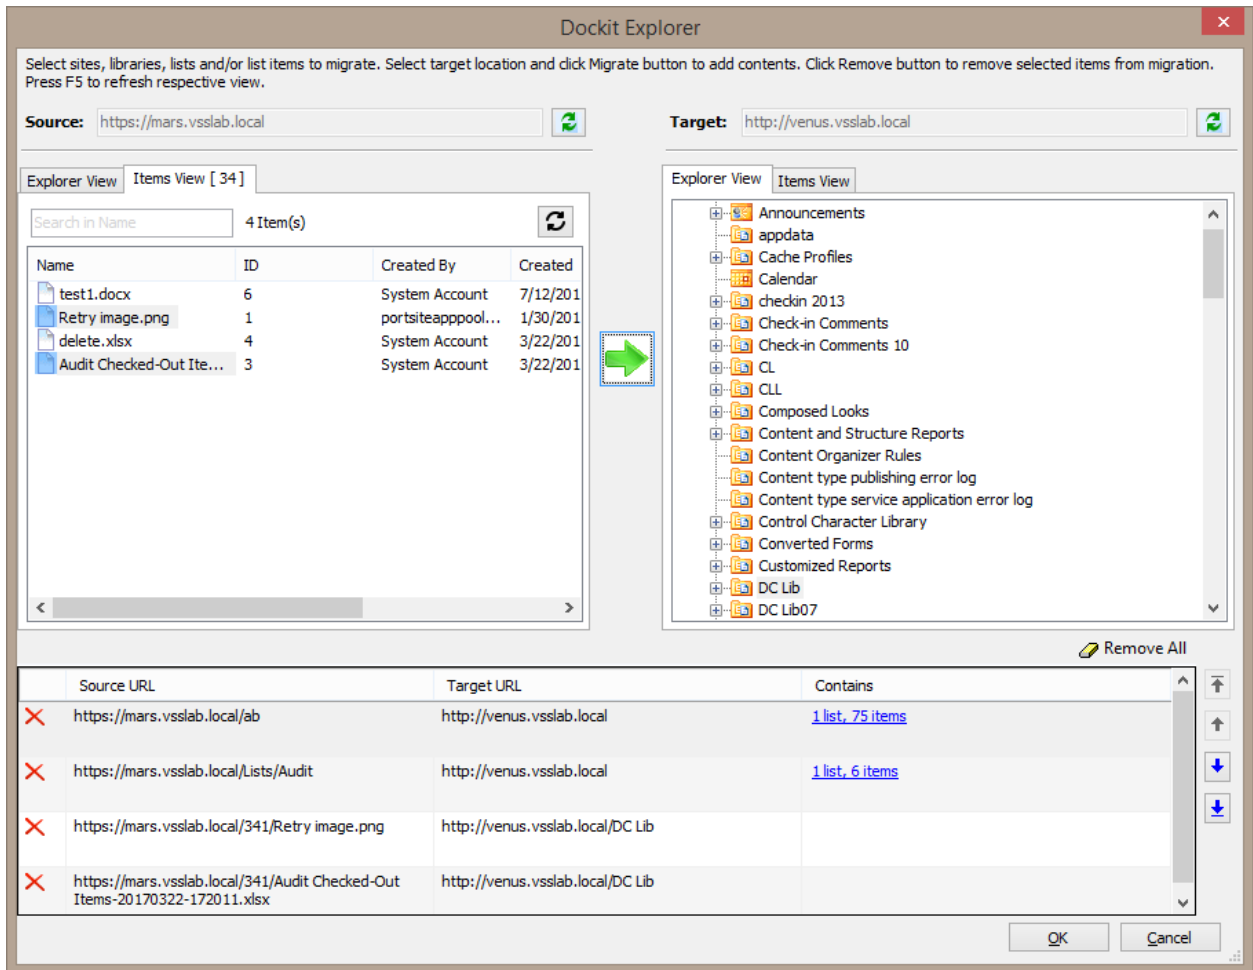 Dockit Explorer
Select sites, libraries, lists and/or list items to migrate. Select target location and click Migrate button to add contents. Click Remove button to remove selected items from migration.
Press F5 to refresh respective view.
Source: https://mars.vsslab.local
Target: http://venus.vsslab.local
Explorer View Items View [ 34 ]
Search in Name 4 Item(s)
Name ID Created By Created
test1.docx 6 System Account 7/12/201
Retry image.png 1 portsiteapppool... 1/30/201
delete.xlsx 4 System Account 3/22/201
Audit Checked-Out Ite... 3 System Account 3/22/201
Explorer View Items View
Announcements
appdata
Cache Profiles
Calendar
checkin 2013
Check-in Comments
Check-in Comments 10
CL
CLL
Composed Looks
Content and Structure Reports
Content Organizer Rules
Content type publishing error log
Content type service application error log
Control Character Library
Converted Forms
Customized Reports
DC Lib
DC Lib07
Remove All
Source URL Target URL Contains
https://mars.vsslab.local/ab http://venus.vsslab.local 1 list, 75 items
https://mars.vsslab.local/Lists/Audit http://venus.vsslab.local 1 list, 6 items
https://mars.vsslab.local/341/Retry image.png http://venus.vsslab.local/DC Lib
https://mars.vsslab.local/341/Audit Checked-Out http://venus.vsslab.local/DC Lib
Items-20170322-172011.xlsx
OK Cancel